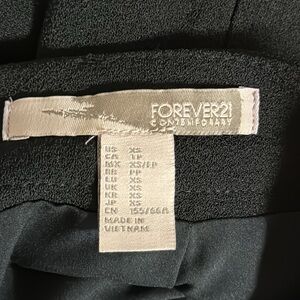 FOREVER21
CONTEMPORARY
US XS
CA TP
MX XS/EP
BR PP
EU XS
UK XS
KR XS
JP XS
CN 155/66A
MADE IN
VIETNAM